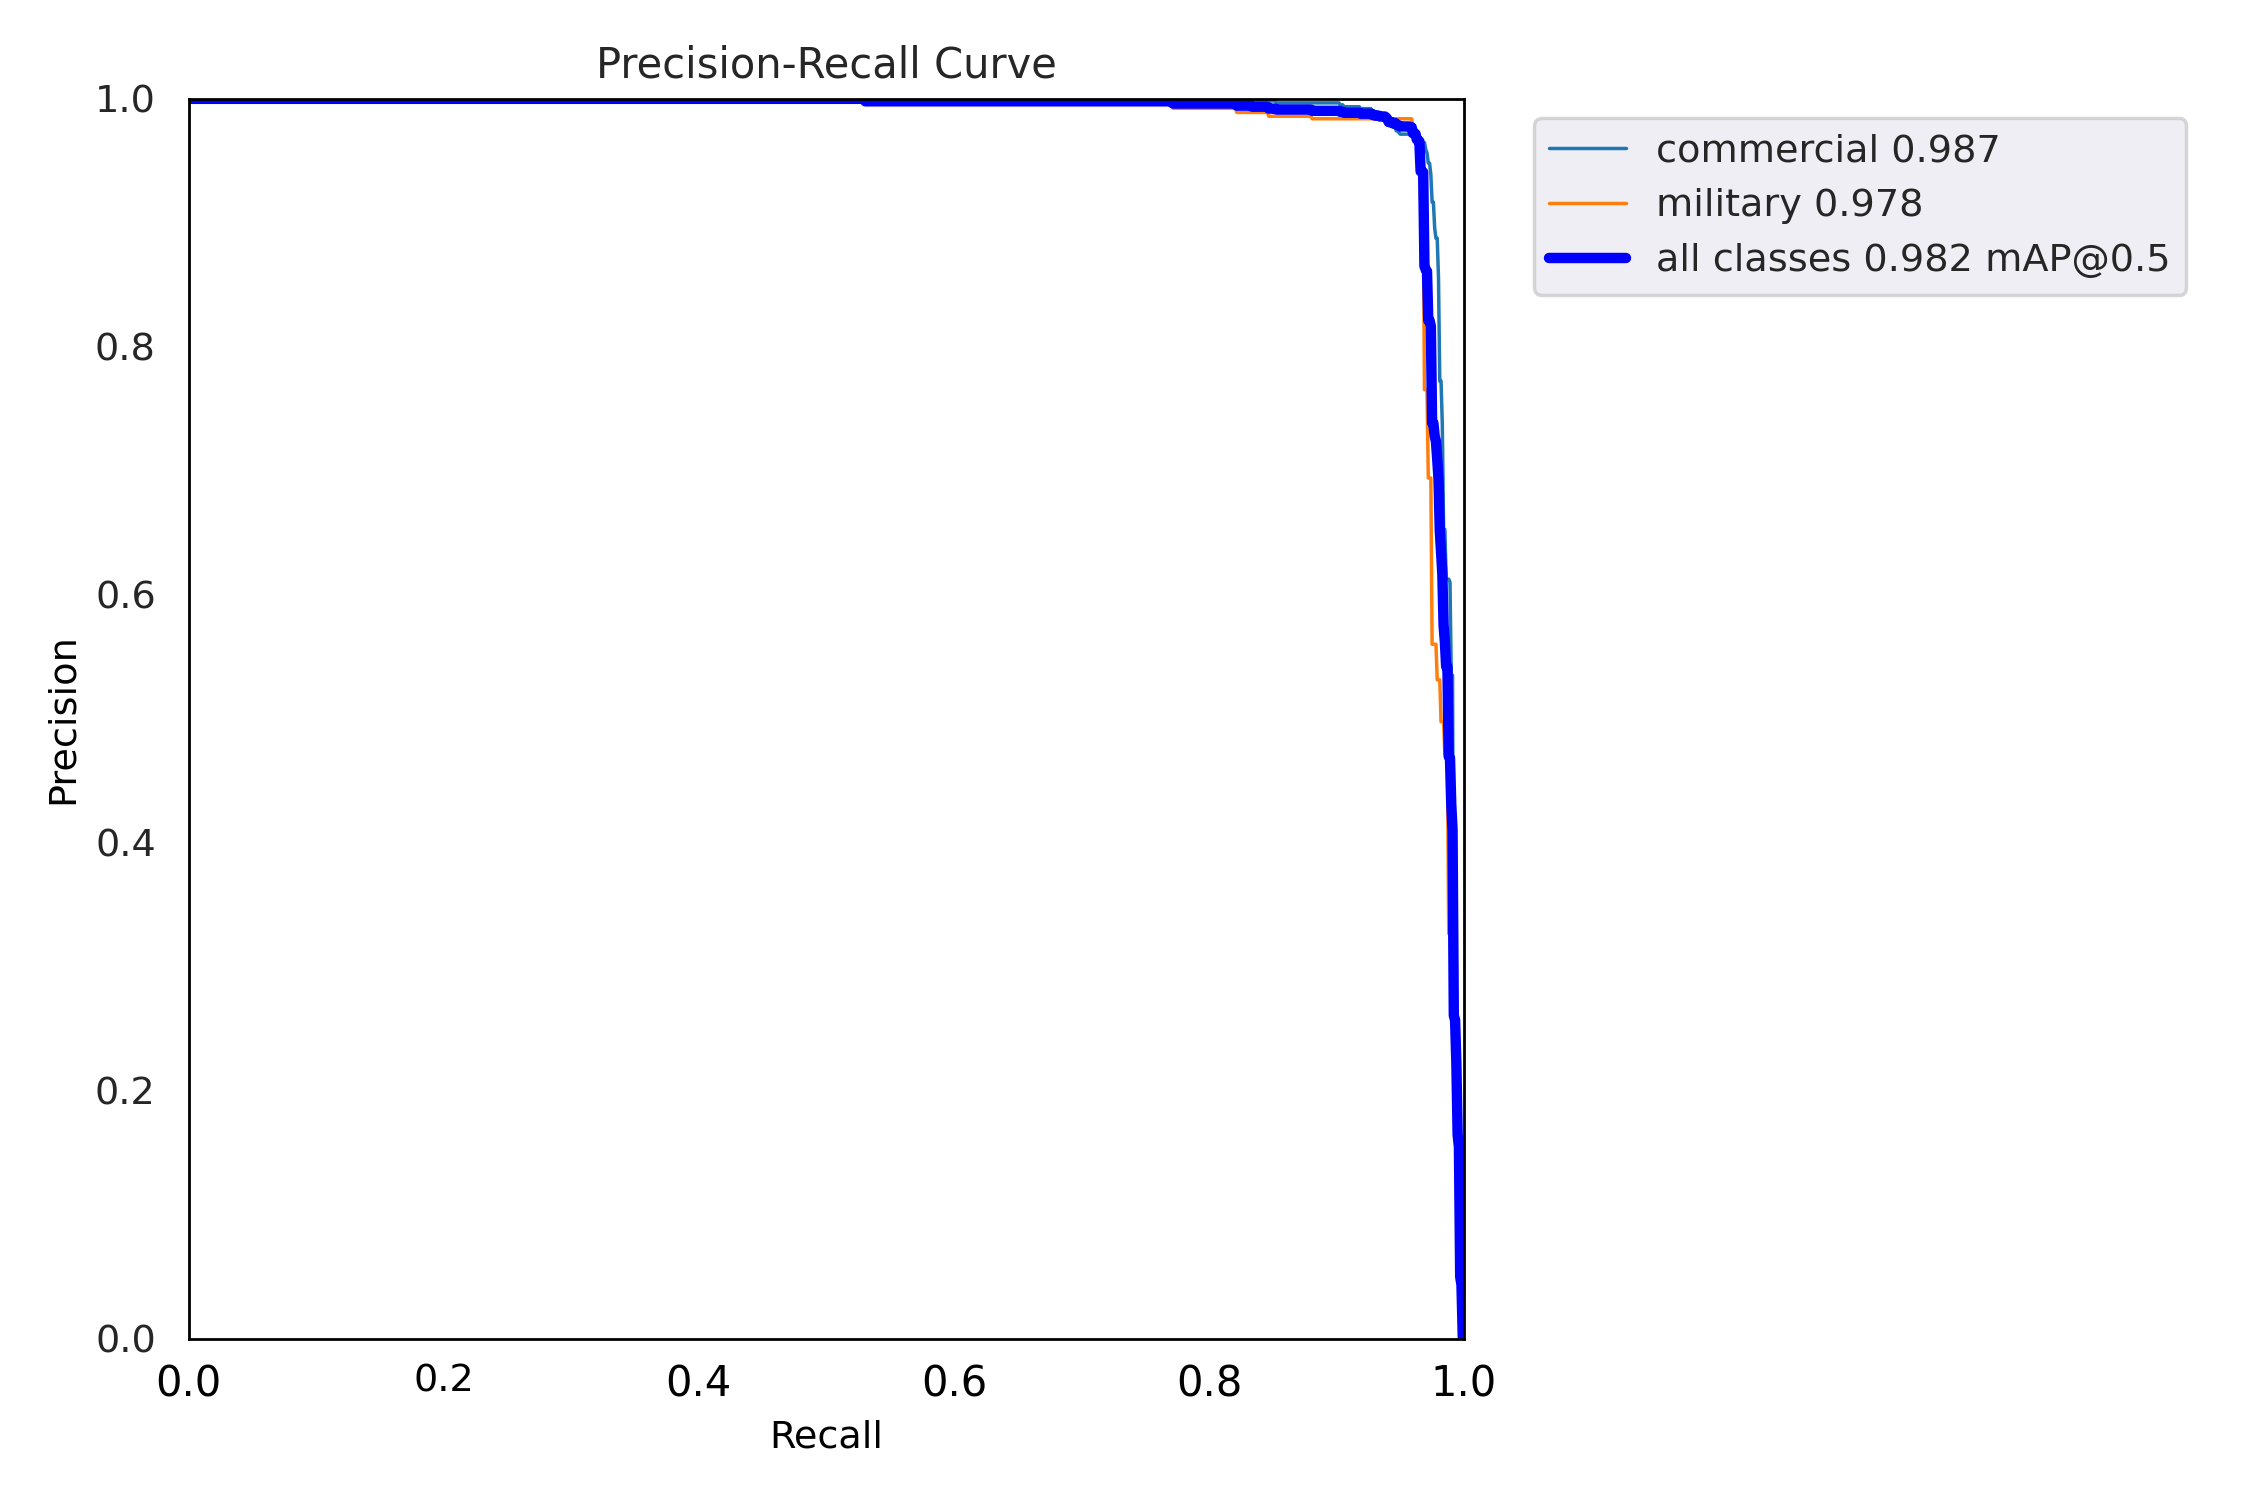 Precision-Recall Curve
1.0
0.8
0.6
0.4
0.2
0.0
Precision
0.0 0.2 0.4 0.6 0.8 1.0
Recall
commercial 0.987
military 0.978
all classes 0.982 mAP@0.5